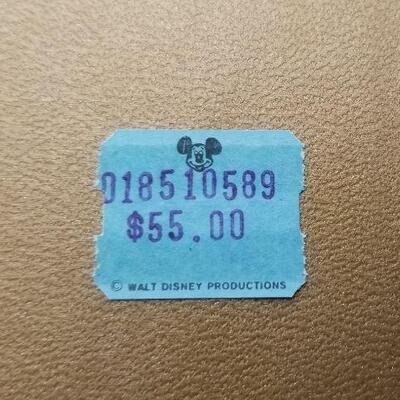 018510589
$55.00
© WALT DISNEY PRODUCTIONS